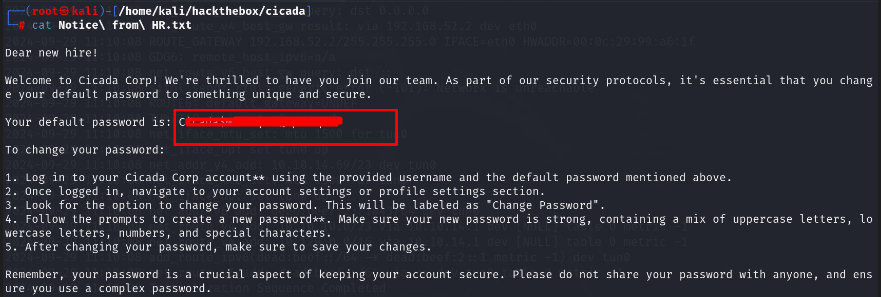 (root㉿kali)-[/home/kali/hackthebox/cicada]
# cat Notice\ from\ HR.txt
Dear new hire!
Welcome to Cicada Corp! We're thrilled to have you join our team. As part of our security protocols, it's essential that you chang
e your default password to something unique and secure.
Your default password is:
To change your password:
1. Log in to your Cicada Corp account** using the provided username and the default password mentioned above.
2. Once logged in, navigate to your account settings or profile settings section.
3. Look for the option to change your password. This will be labeled as "Change Password".
4. Follow the prompts to create a new password**. Make sure your new password is strong, containing a mix of uppercase letters, lo
wercase letters, numbers, and special characters.
5. After changing your password, make sure to save your changes.
Remember, your password is a crucial aspect of keeping your account secure. Please do not share your password with anyone, and ens
ure you use a complex password.